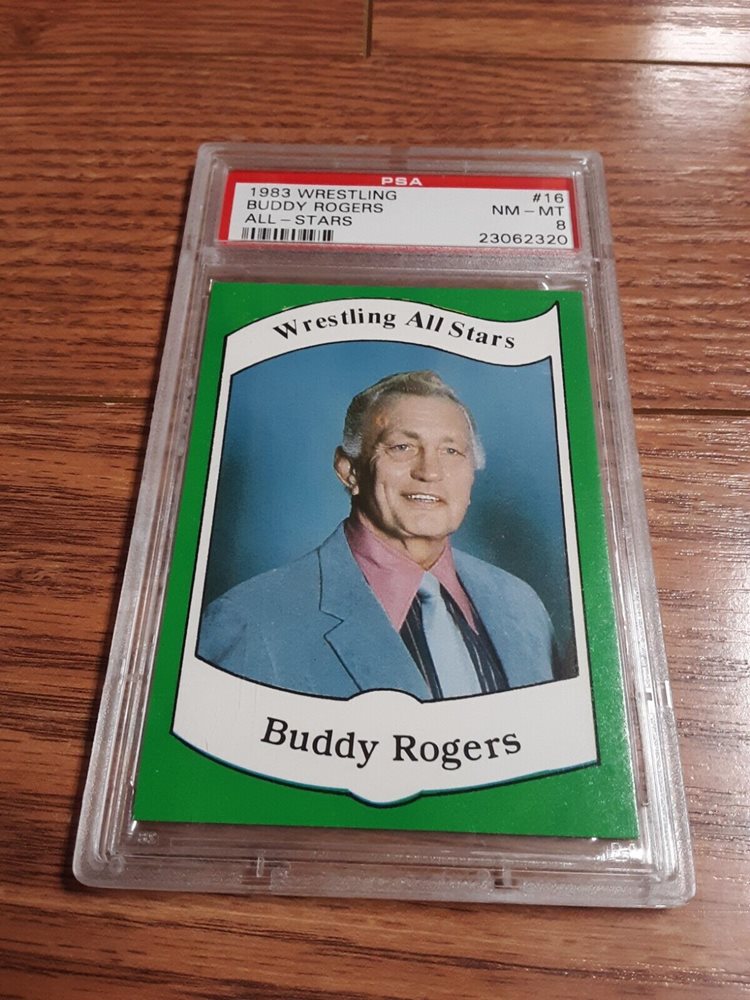 PSA
1983 WRESTLING #16
BUDDY ROGERS NM-MT
ALL-STARS 8
23062320
Wrestling All Stars
Buddy Rogers